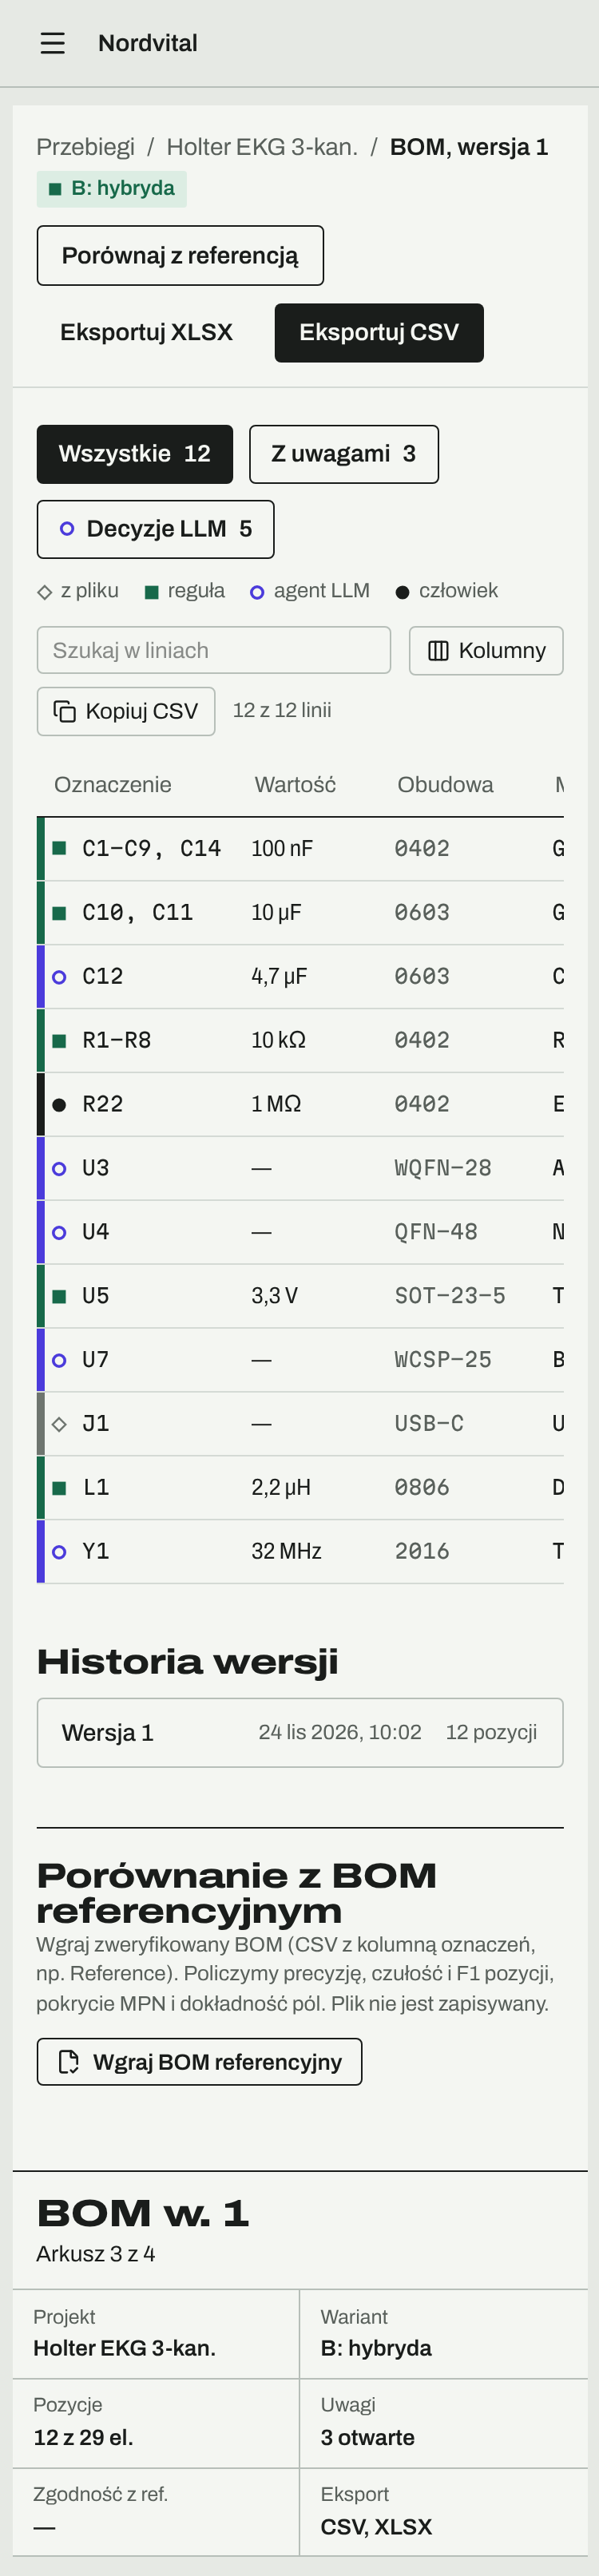 Nordvital
Przebiegi / Holter EKG 3-kan. / BOM, wersja 1
B: hybryda
Porównaj z referencją
Eksportuj XLSX Eksportuj CSV
Wszystkie 12 Z uwagami 3
Decyzje LLM 5
z pliku reguła agent LLM człowiek
Szukaj w liniach Kolumny
Kopiuj CSV 12 z 12 linii
Oznaczenie Wartość Obudowa
C1–C9, C14 100 nF 0402 G
C10, C11 10 µF 0603 G
C12 4,7 µF 0603 C
R1–R8 10 kΩ 0402 R
R22 1 MΩ 0402 E
U3 — WQFN-28 A
U4 — QFN-48 N
U5 3,3 V SOT-23-5 T
U7 — WCSP-25 B
J1 — USB-C U
L1 2,2 µH 0806 D
Y1 32 MHz 2016 T
Historia wersji
Wersja 1 24 lis 2026, 10:02 12 pozycji
Porównanie z BOM
referencyjnym
Wgraj zweryfikowany BOM (CSV z kolumną oznaczeń,
np. Reference). Policzymy precyzję, czułość i F1 pozycji,
pokrycie MPN i dokładność pól. Plik nie jest zapisywany.
Wgraj BOM referencyjny
BOM w. 1
Arkusz 3 z 4
Projekt Wariant
Holter EKG 3-kan. B: hybryda
Pozycje Uwagi
12 z 29 el. 3 otwarte
Zgodność z ref. Eksport
— CSV, XLSX